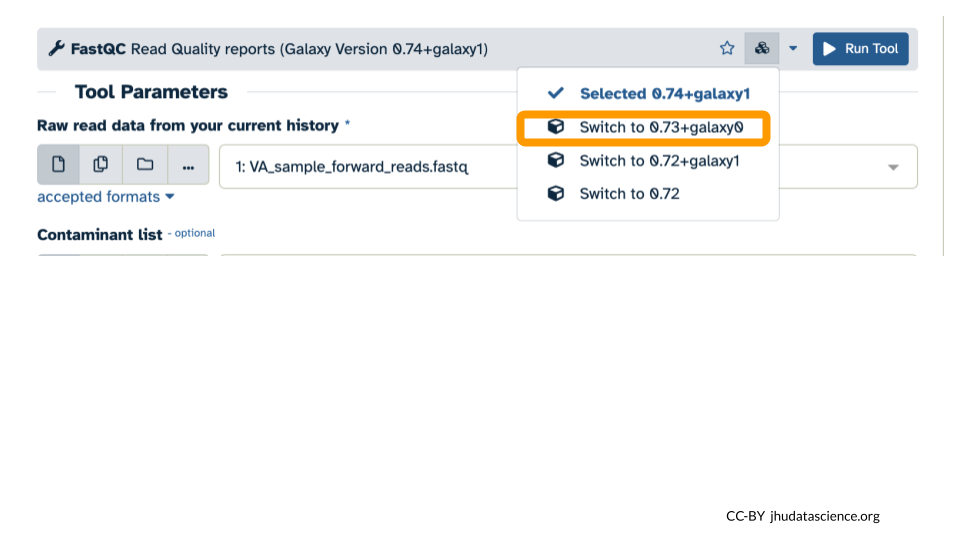 FastQC Read Quality reports (Galaxy Version 0.74+galaxy1)
Run Tool
Tool Parameters
Selected 0.74+galaxy1
Raw read data from your current history *
Switch to 0.73+galaxy0
1: VA_sample_forward_reads.fastq
Switch to 0.72+galaxy1
accepted formats
Switch to 0.72
Contaminant list - optional
CC-BY jhudatascience.org